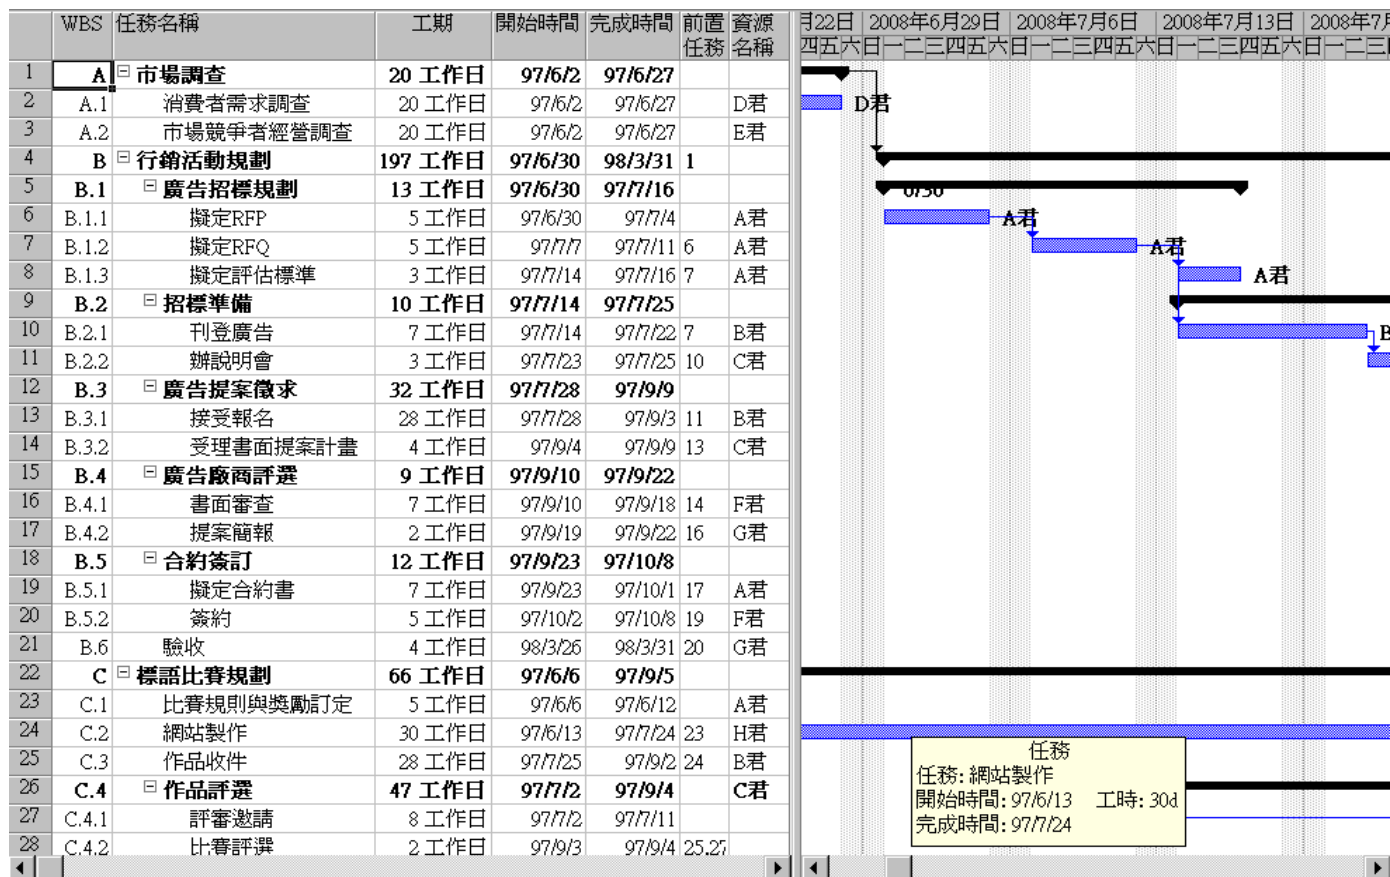 WBS 任務名稱 工期 開始時間 完成時間 前置任務 資源名稱
月22日 2008年6月29日 2008年7月6日 2008年7月13日 2008年7月
四五六日一二三四五六日一二三四五六日一二三四五六日一二三
1 A 市場調查 20 工作日 97/6/2 97/6/27
2 A.1 消費者需求調查 20 工作日 97/6/2 97/6/27 D君 D君
3 A.2 市場競爭者經營調查 20 工作日 97/6/2 97/6/27 E君
4 B 行銷活動規劃 197 工作日 97/6/30 98/3/31 1
5 B.1 廣告招標規劃 13 工作日 97/6/30 97/7/16 6/30
6 B.1.1 擬定RFP 5 工作日 97/6/30 97/7/4 A君 A君
7 B.1.2 擬定RFQ 5 工作日 97/7/7 97/7/11 6 A君 A君
8 B.1.3 擬定評估標準 3 工作日 97/7/14 97/7/16 7 A君 A君
9 B.2 招標準備 10 工作日 97/7/14 97/7/25
10 B.2.1 刊登廣告 7 工作日 97/7/14 97/7/22 7 B君 B
11 B.2.2 辦說明會 3 工作日 97/7/23 97/7/25 10 C君
12 B.3 廣告提案徵求 32 工作日 97/7/28 97/9/9
13 B.3.1 接受報名 28 工作日 97/7/28 97/9/3 11 B君
14 B.3.2 受理書面提案計畫 4 工作日 97/9/4 97/9/9 13 C君
15 B.4 廣告廠商評選 9 工作日 97/9/10 97/9/22
16 B.4.1 書面審查 7 工作日 97/9/10 97/9/18 14 F君
17 B.4.2 提案簡報 2 工作日 97/9/19 97/9/22 16 G君
18 B.5 合約簽訂 12 工作日 97/9/23 97/10/8
19 B.5.1 擬定合約書 7 工作日 97/9/23 97/10/1 17 A君
20 B.5.2 簽約 5 工作日 97/10/2 97/10/8 19 F君
21 B.6 驗收 4 工作日 98/3/26 98/3/31 20 G君
22 C 標語比賽規劃 66 工作日 97/6/6 97/9/5
23 C.1 比賽規則與獎勵訂定 5 工作日 97/6/6 97/6/12 A君
24 C.2 網站製作 30 工作日 97/6/13 97/7/24 23 H君
25 C.3 作品收件 28 工作日 97/7/25 97/9/2 24 B君
26 C.4 作品評選 47 工作日 97/7/2 97/9/4 C君
27 C.4.1 評審邀請 8 工作日 97/7/2 97/7/11
28 C.4.2 比賽評選 2 工作日 97/9/3 97/9/4 25,27
任務
任務: 網站製作
開始時間: 97/6/13 工時: 30d
完成時間: 97/7/24